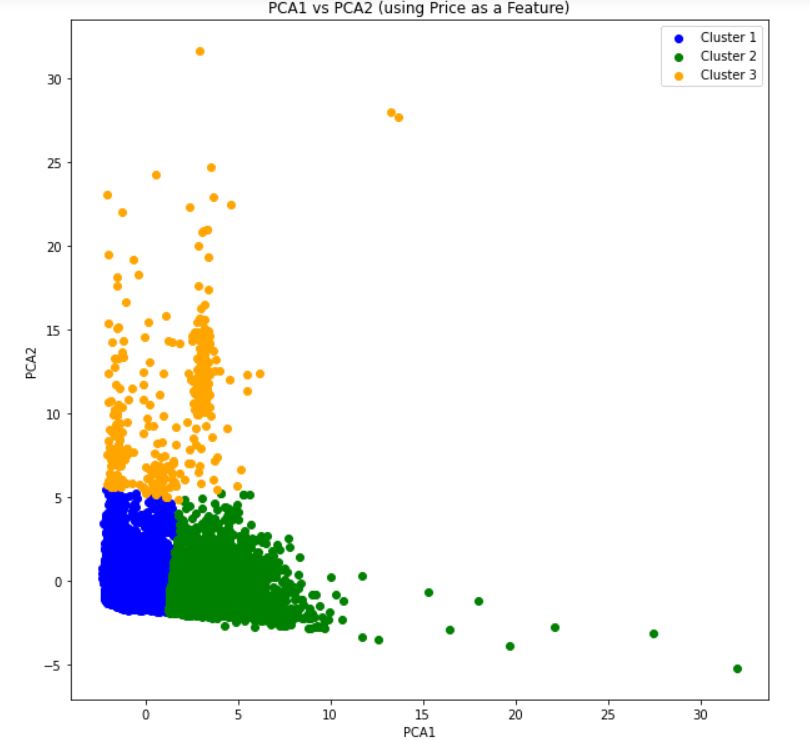 PCA1 vs PCA2 (using Price as a Feature)
Cluster 1
Cluster 2
Cluster 3
30
25
20
15
10
5
0
−5
PCA2
0 5 10 15 20 25 30
PCA1